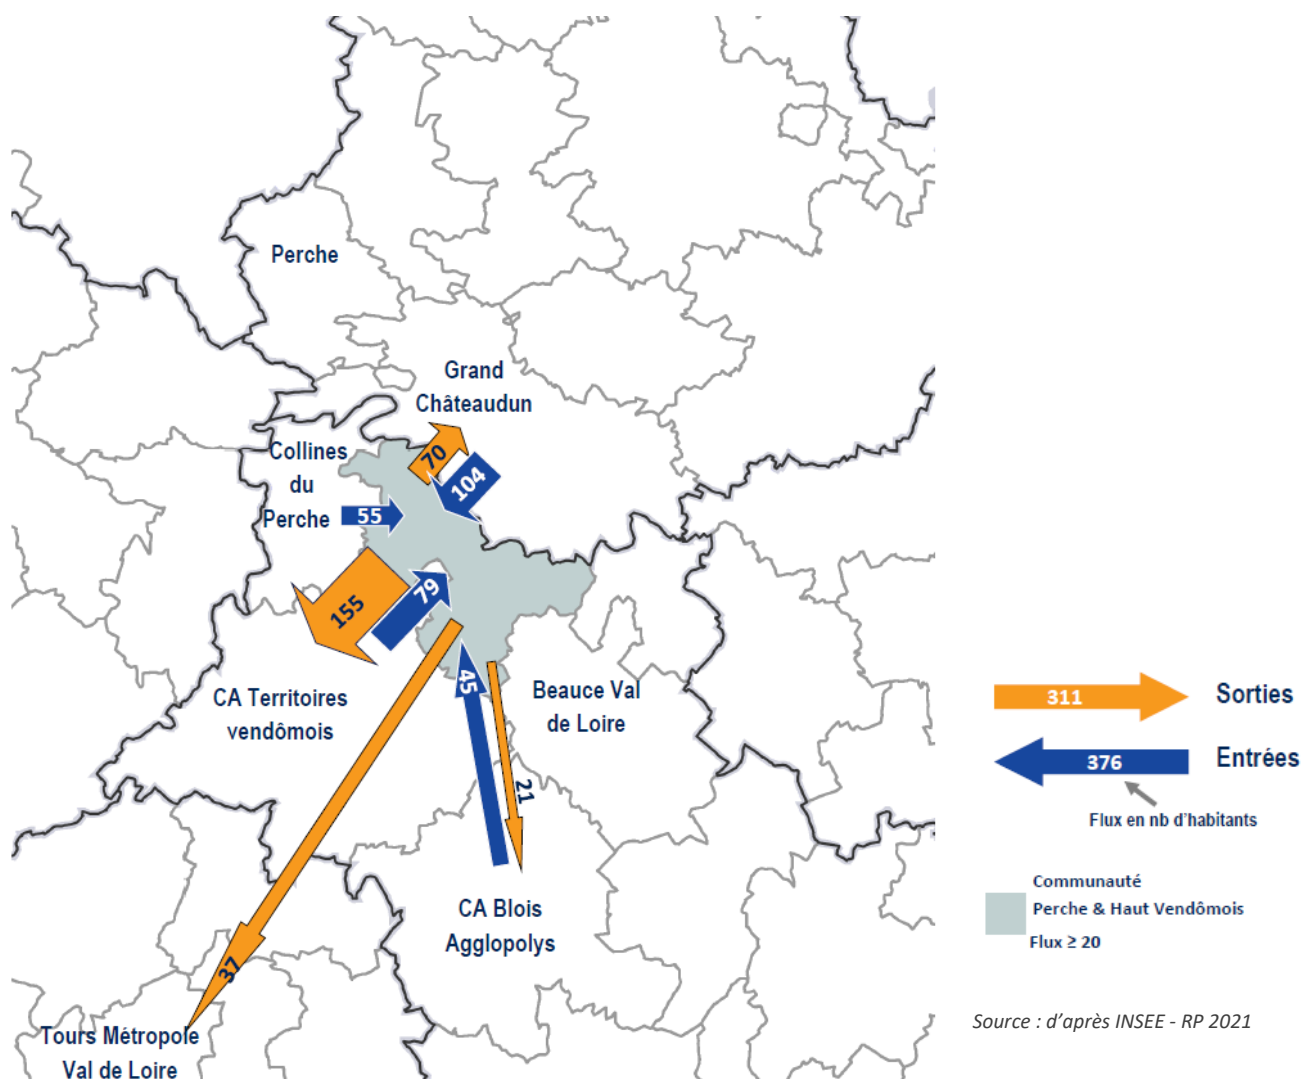 Perche
Grand
Châteaudun
Collines
du
Perche
70
104
55
155
79
CA Territoires
vendômois
45
Beauce Val
de Loire
21
CA Blois
Agglopolys
37
Tours Métropole
Val de Loire
311
Sorties
376
Entrées
Flux en nb d'habitants
Communauté
Perche & Haut Vendômois
Flux ≥ 20
Source : d'après INSEE - RP 2021